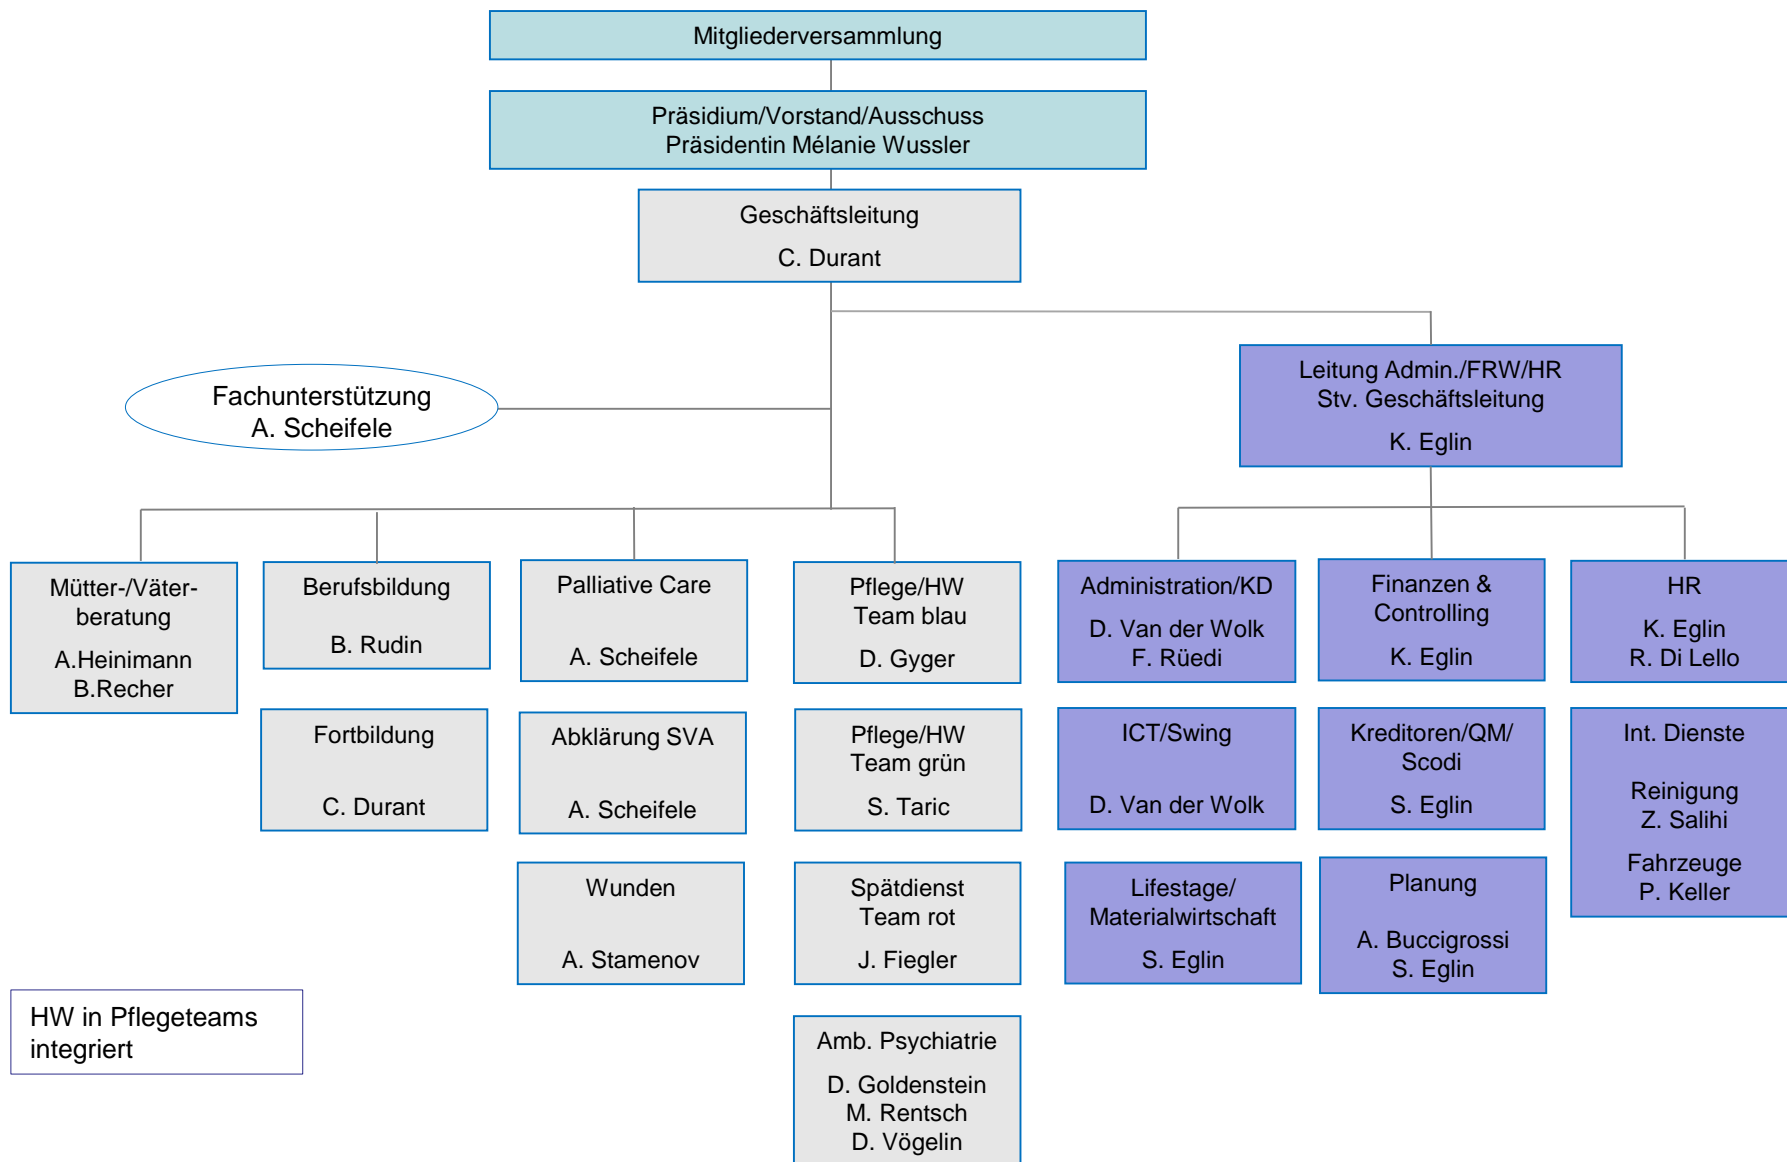 Mitgliederversammlung
Präsidium/Vorstand/Ausschuss
Präsidentin Mélanie Wussler
Geschäftsleitung
C. Durant
Fachunterstützung
A. Scheifele
Leitung Admin./FRW/HR
Stv. Geschäftsleitung
K. Eglin
Mütter-/Väter-
beratung
A.Heinimann
B.Recher
Berufsbildung
B. Rudin
Fortbildung
C. Durant
Palliative Care
A. Scheifele
Abklärung SVA
A. Scheifele
Wunden
A. Stamenov
Pflege/HW
Team blau
D. Gyger
Pflege/HW
Team grün
S. Taric
Spätdienst
Team rot
J. Fiegler
Amb. Psychiatrie
D. Goldenstein
M. Rentsch
D. Vögelin
Administration/KD
D. Van der Wolk
F. Rüedi
ICT/Swing
D. Van der Wolk
Lifestage/
Materialwirtschaft
S. Eglin
Finanzen &
Controlling
K. Eglin
Kreditoren/QM/
Scodi
S. Eglin
Planung
A. Buccigrossi
S. Eglin
HR
K. Eglin
R. Di Lello
Int. Dienste
Reinigung
Z. Salihi
Fahrzeuge
P. Keller
HW in Pflegeteams
integriert